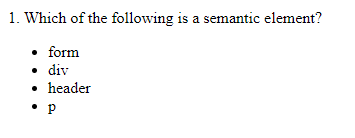 1. Which of the following is a semantic element?
• form
• div
• header
• p